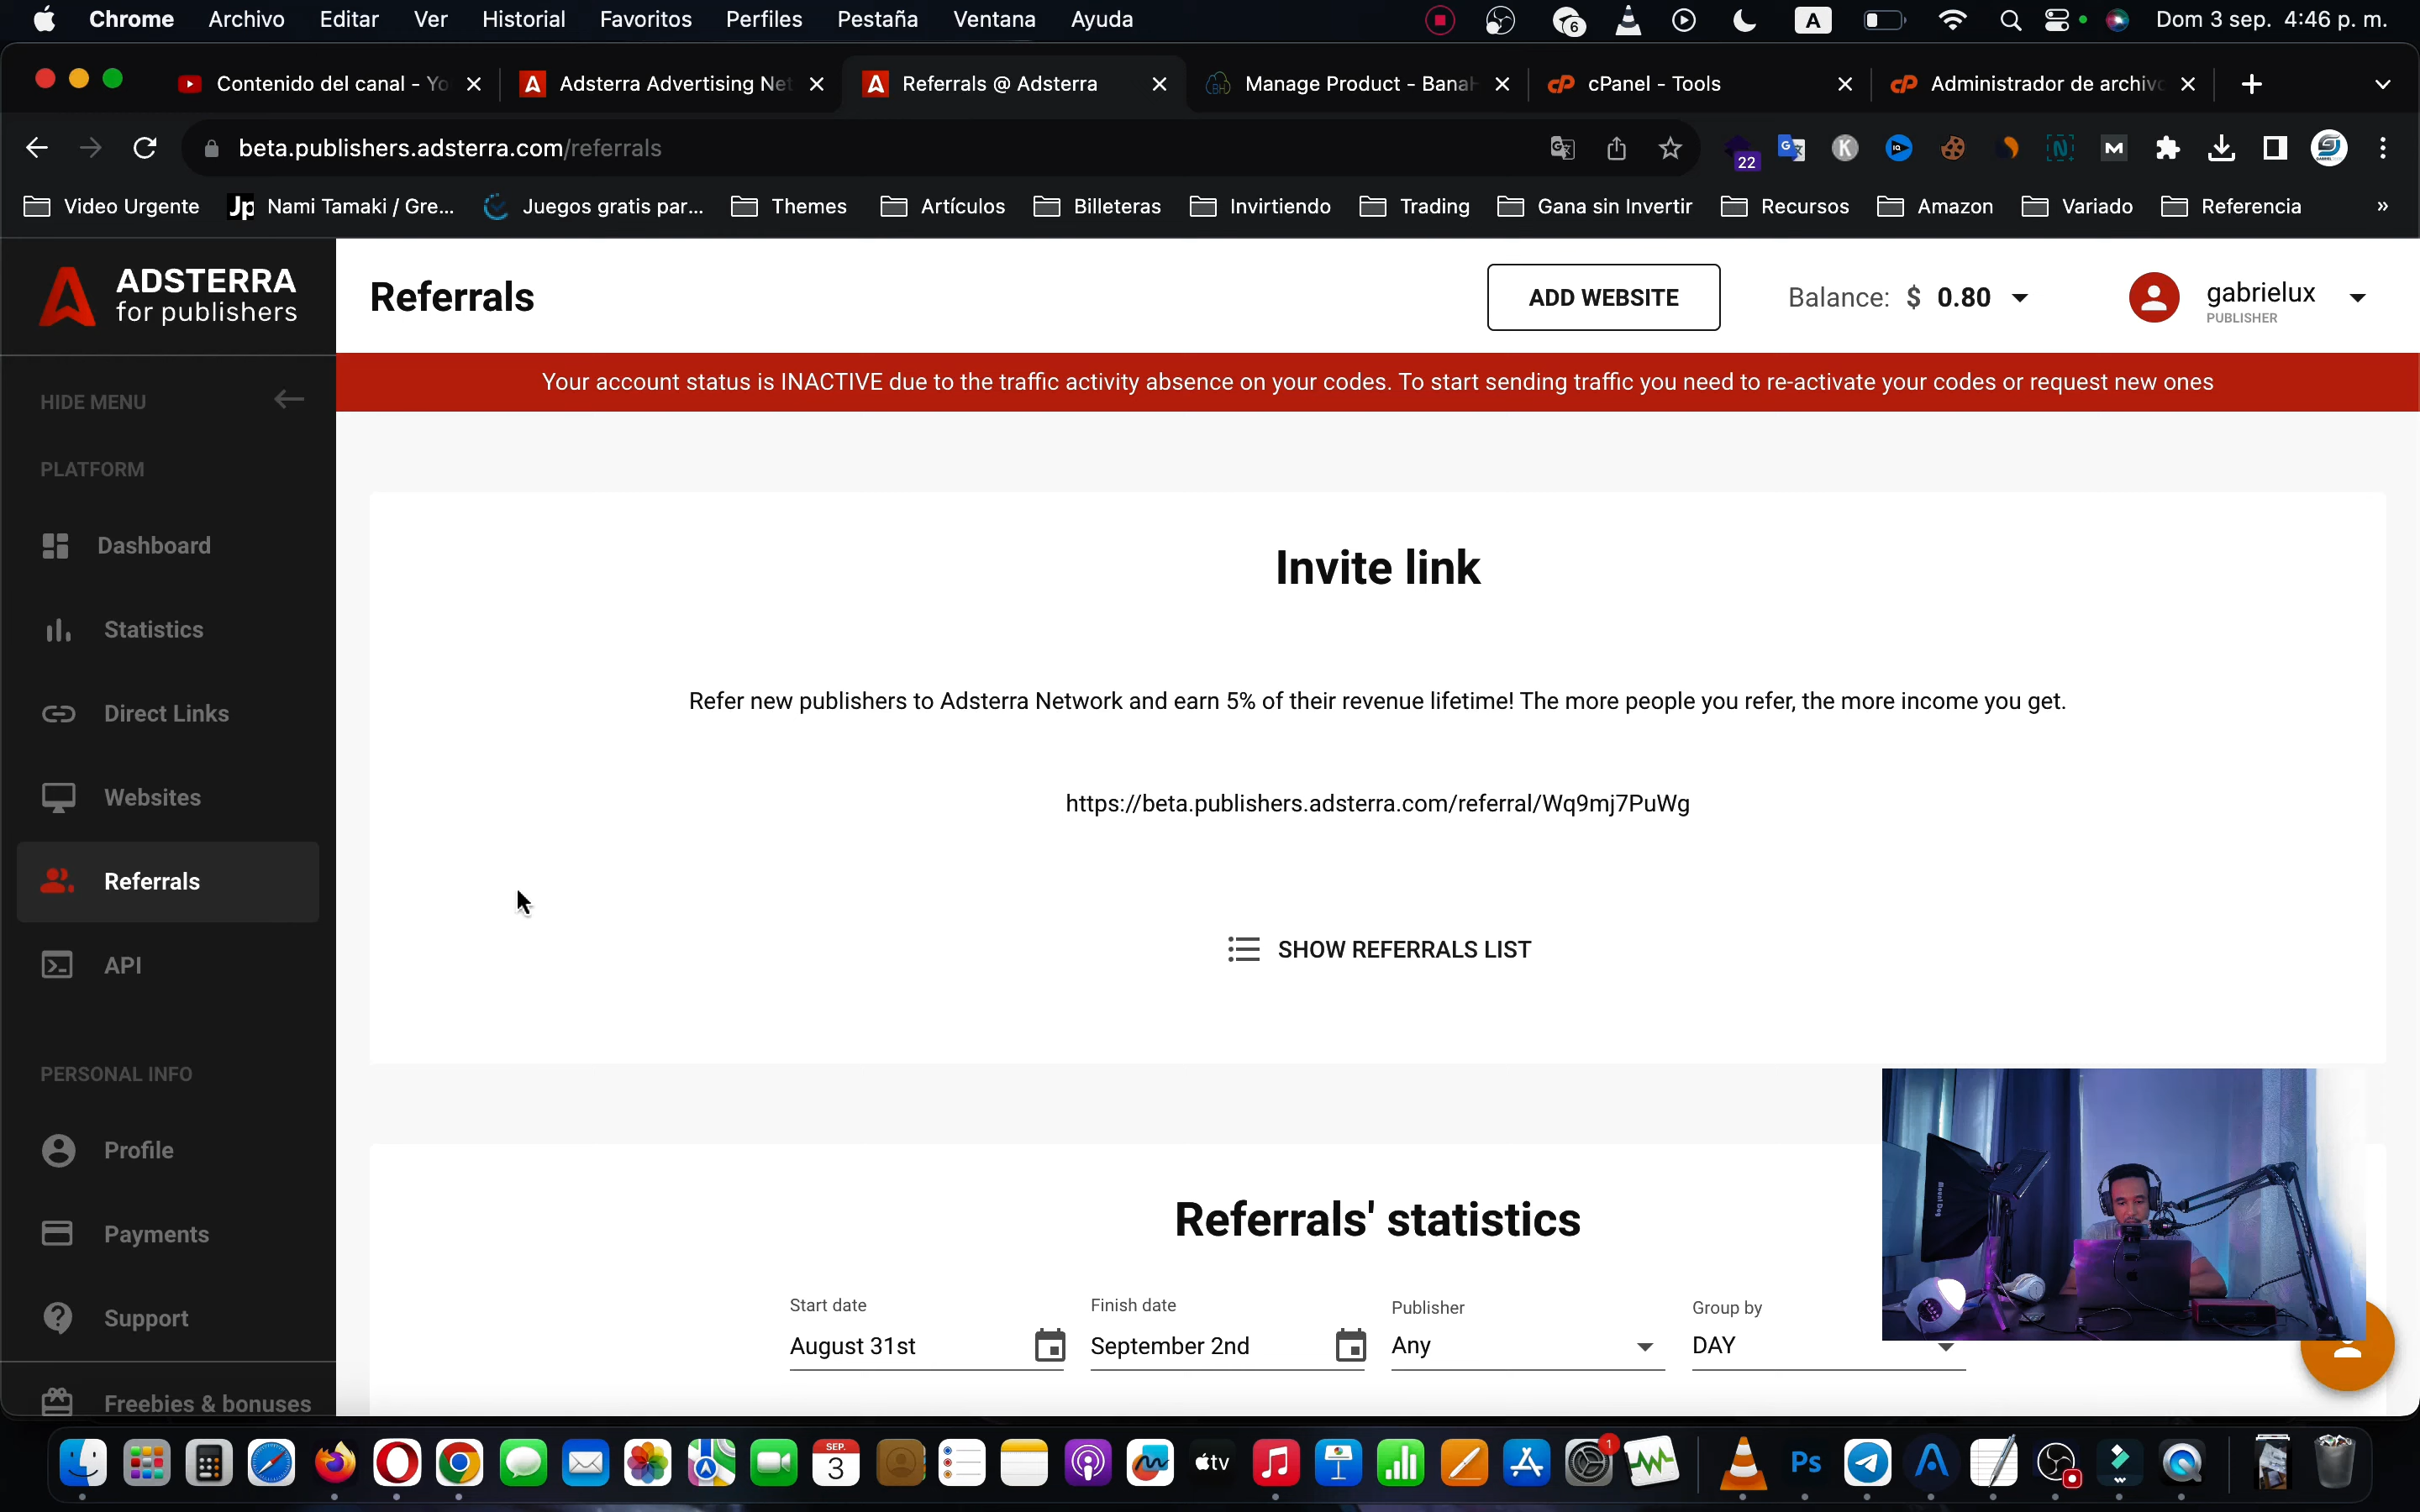 Chrome Archivo Editar Ver Historial Favoritos Perfiles Pestaña Ventana Ayuda 6 A Dom 3 sep. 4:46 p. m.
Contenido del canal - Yo Adsterra Advertising Net Referrals @ Adsterra Manage Product - BanaH cPanel - Tools Administrador de archivo
beta.publishers.adsterra.com/referrals 22
Video Urgente Jp Nami Tamaki / Gre... Juegos gratis par... Themes Artículos Billeteras Invirtiendo Trading Gana sin Invertir Recursos Amazon Variado Referencia »
ADSTERRA
for publishers
Referrals
ADD WEBSITE
Balance: $ 0.80
gabrielux
PUBLISHER
Your account status is INACTIVE due to the traffic activity absence on your codes. To start sending traffic you need to re-activate your codes or request new ones
HIDE MENU
PLATFORM
Dashboard
Statistics
Direct Links
Websites
Referrals
API
PERSONAL INFO
Profile
Payments
Support
Freebies & bonuses
Invite link
Refer new publishers to Adsterra Network and earn 5% of their revenue lifetime! The more people you refer, the more income you get.
https://beta.publishers.adsterra.com/referral/Wq9mj7PuWg
SHOW REFERRALS LIST
Referrals' statistics
Start date Finish date Publisher Group by
August 31st September 2nd Any DAY
SEP.
3
tv
1
Ps